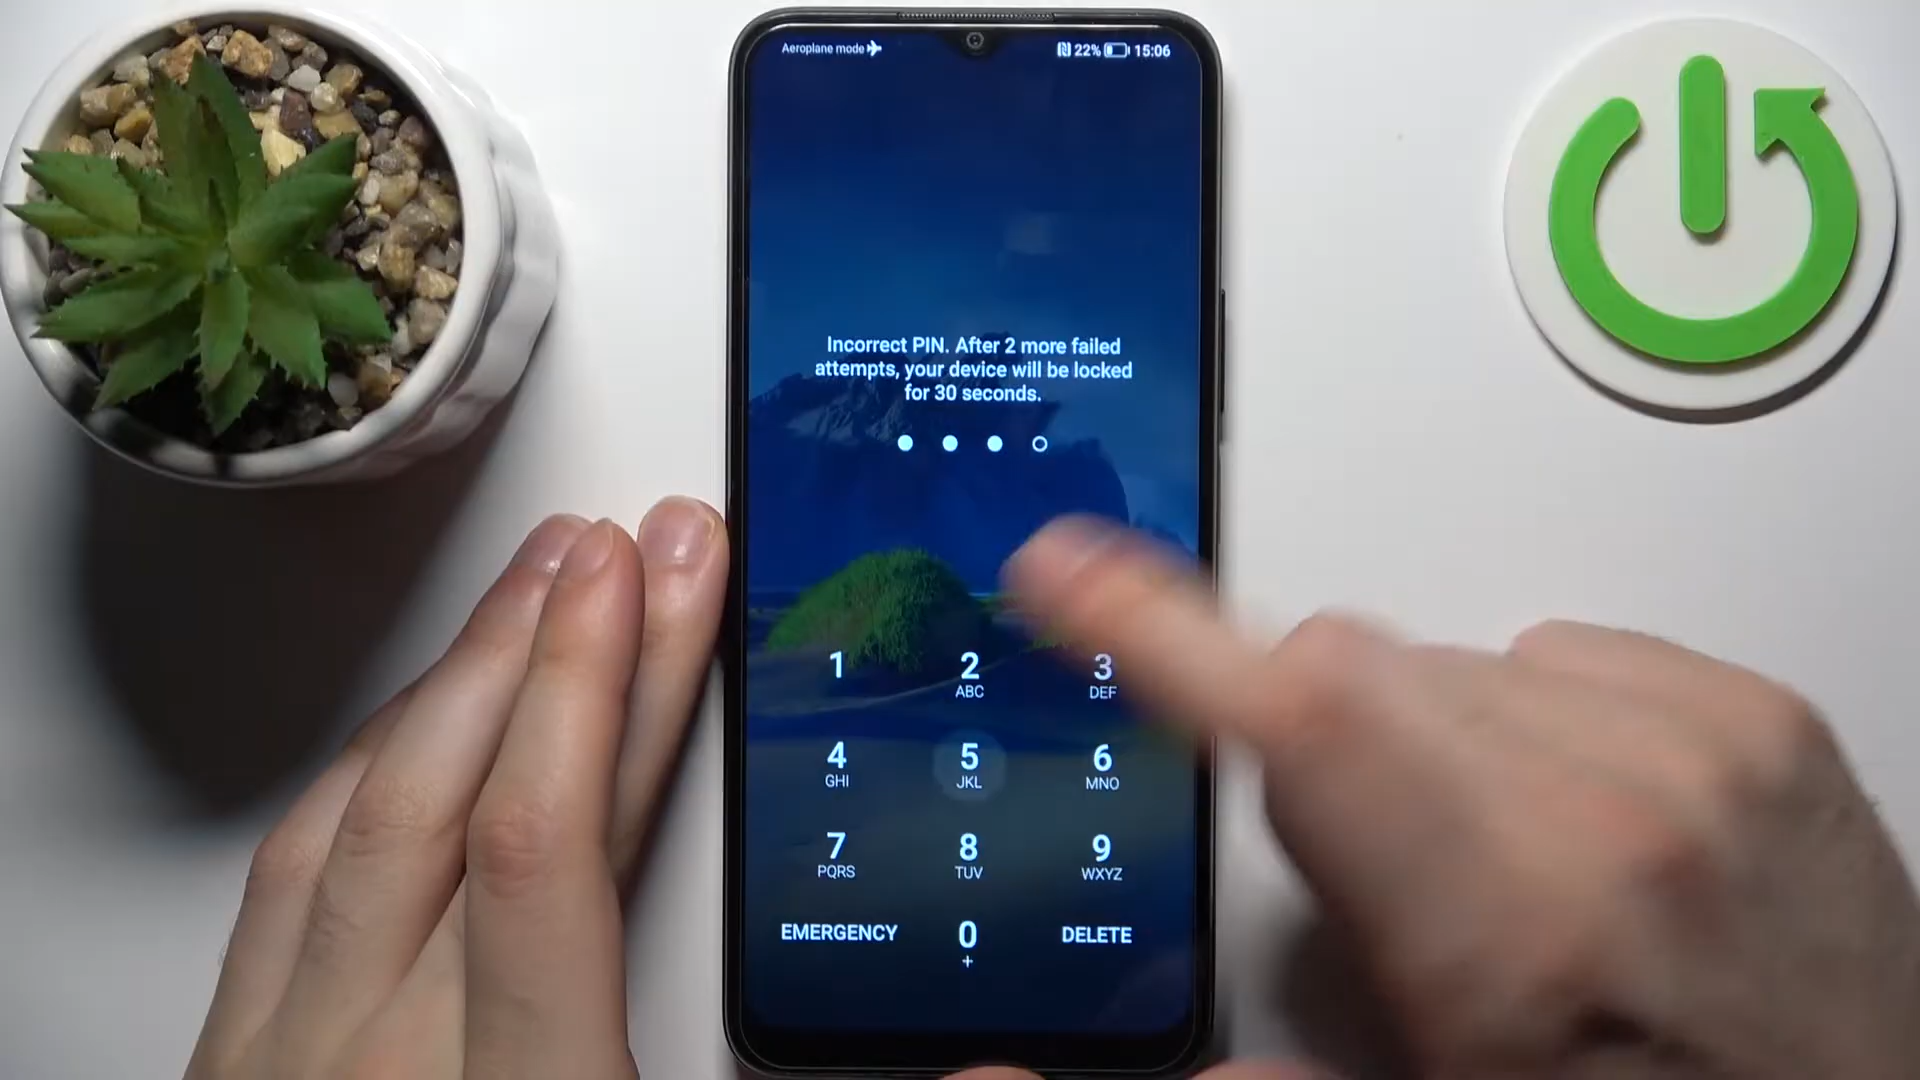 Aeroplane mode 22% 15:06
Incorrect PIN. After 2 more failed
attempts, your device will be locked
for 30 seconds.
1 2 3
ABC DEF
4 5 6
GHI JKL MNO
7 8 9
PQRS TUV WXYZ
EMERGENCY 0 DELETE
+